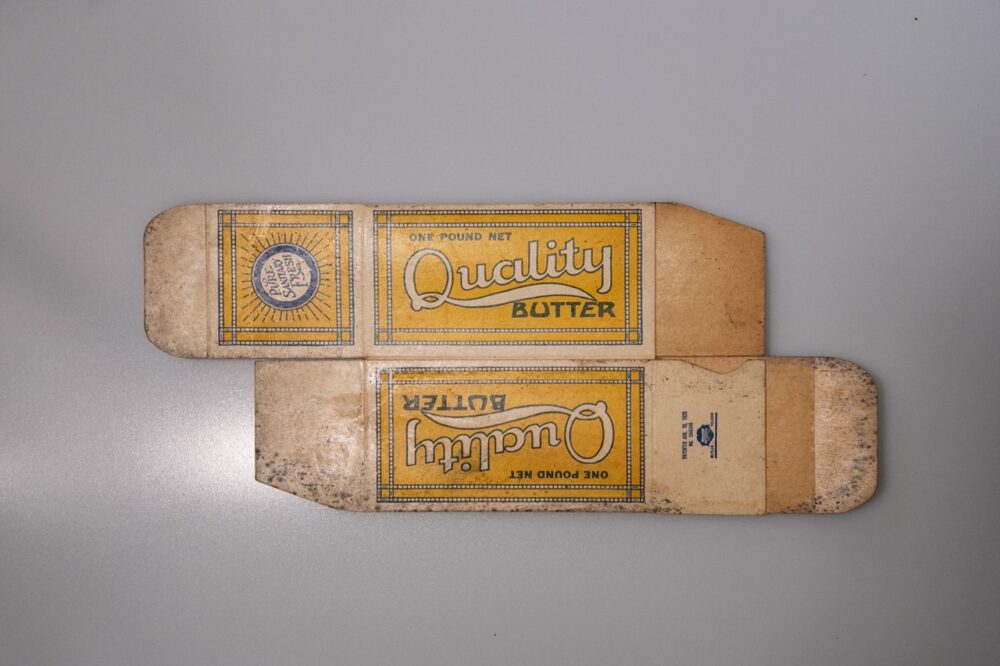 PURE
SANITARY
FRESH
ONE POUND NET
Quality
BUTTER
ONE POUND NET
Quality
BUTTER